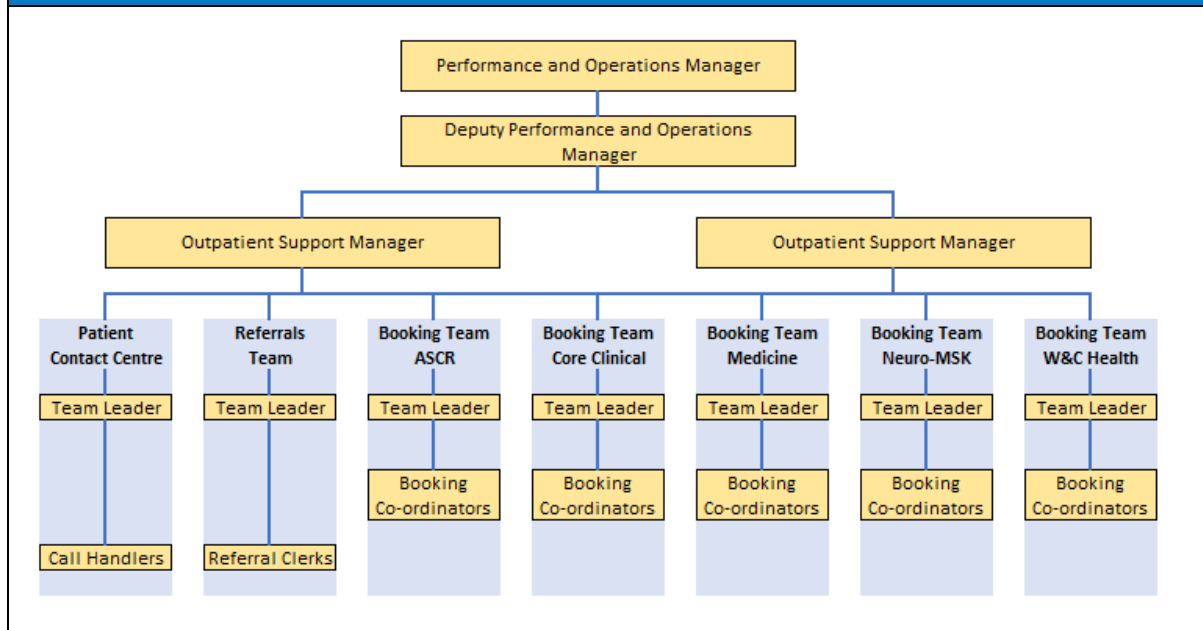 Performance and Operations Manager
Deputy Performance and Operations
Manager
Outpatient Support Manager
Outpatient Support Manager
Patient
Contact Centre
Referrals
Team
Booking Team
ASCR
Booking Team
Core Clinical
Booking Team
Medicine
Booking Team
Neuro-MSK
Booking Team
W&C Health
Team Leader
Team Leader
Team Leader
Team Leader
Team Leader
Team Leader
Team Leader
Booking
Co-ordinators
Booking
Co-ordinators
Booking
Co-ordinators
Booking
Co-ordinators
Booking
Co-ordinators
Call Handlers
Referral Clerks